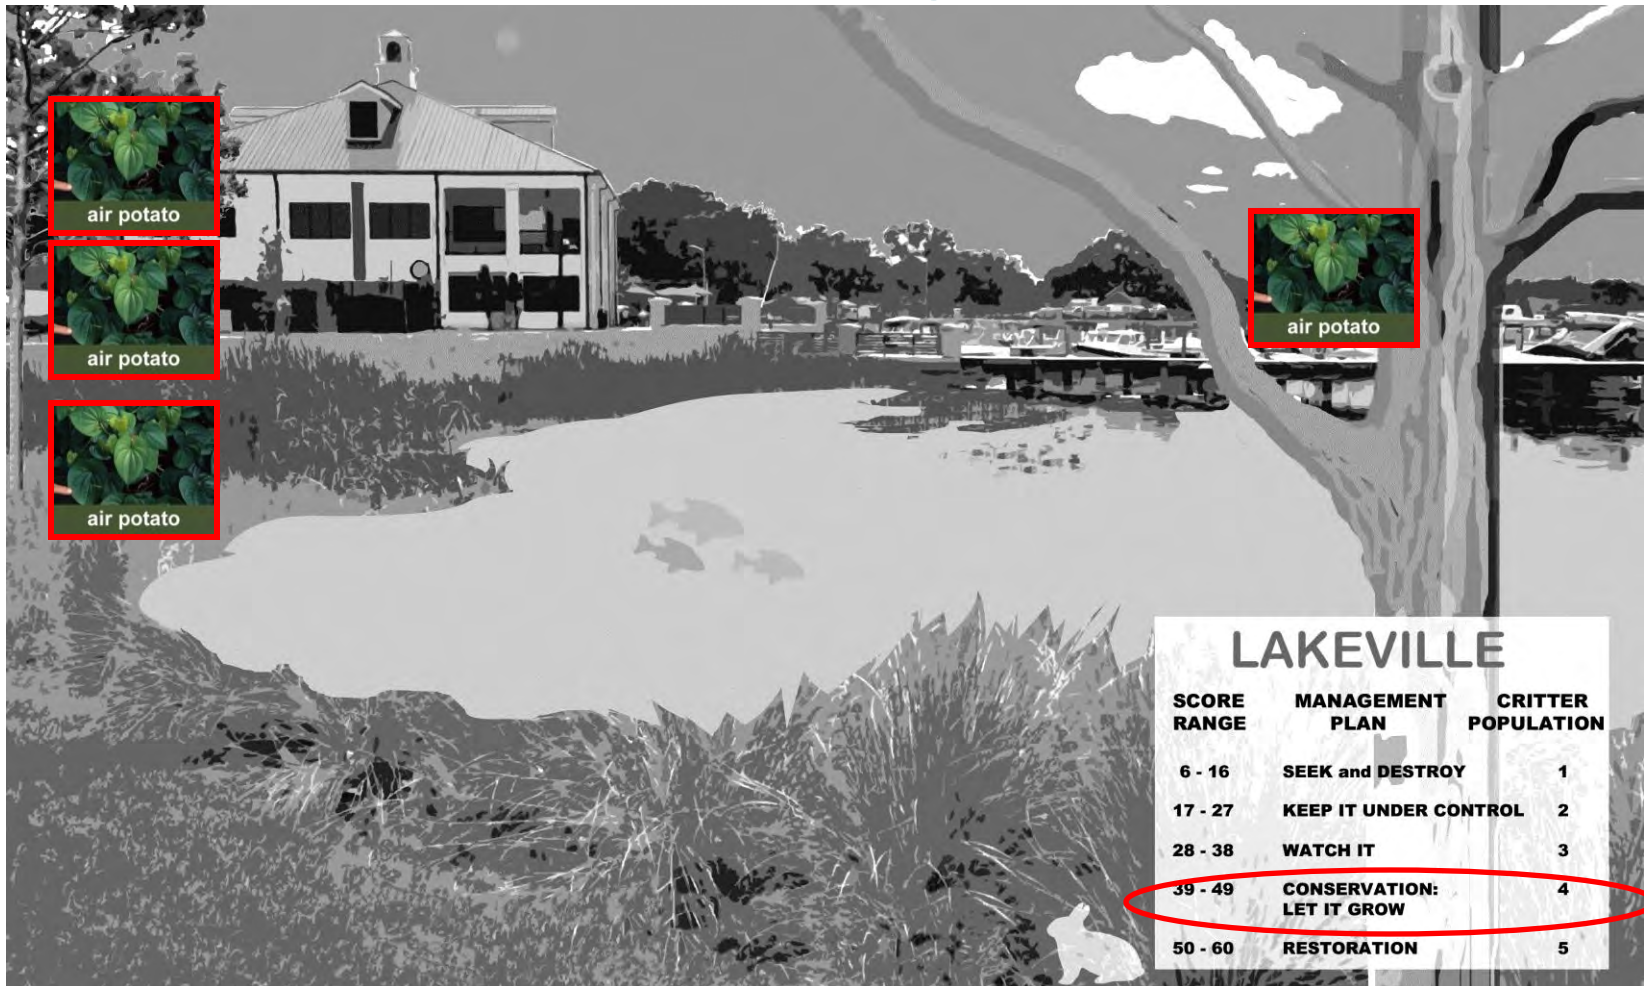 air potato
air potato
air potato
air potato
LAKEVILLE
SCORE RANGE MANAGEMENT PLAN CRITTER POPULATION
6 - 16 SEEK and DESTROY 1
17 - 27 KEEP IT UNDER CONTROL 2
28 - 38 WATCH IT 3
39 - 49 CONSERVATION: 4
LET IT GROW
50 - 60 RESTORATION 5